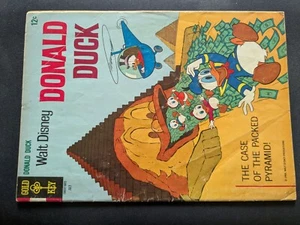 12¢
Walt Disney
DONALD
DUCK
THE CASE
OF THE PACKED
PYRAMID!
GOLD
KEY
DONALD DUCK